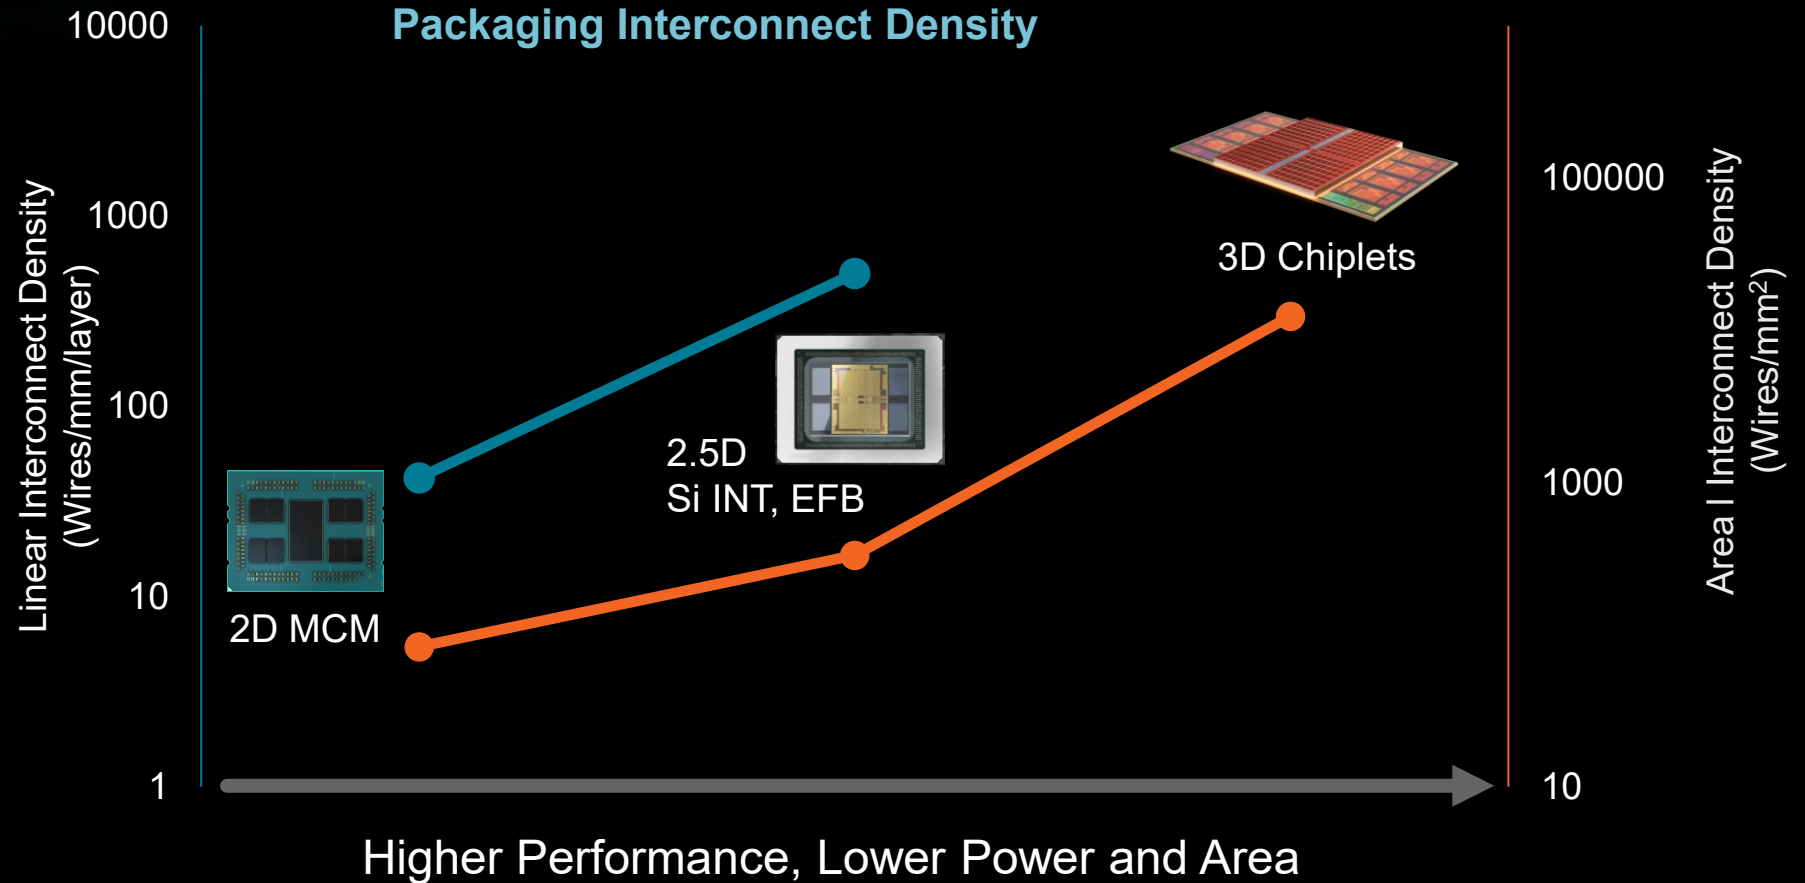 Packaging Interconnect Density
10000
1000
100
10
1
Linear Interconnect Density
(Wires/mm/layer)
2D MCM
2.5D
Si INT, EFB
3D Chiplets
100000
1000
10
Area l Interconnect Density
(Wires/mm²)
Higher Performance, Lower Power and Area